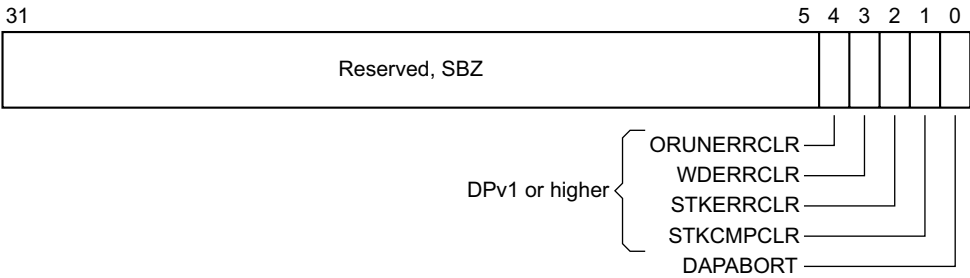 31 5 4 3 2 1 0
Reserved, SBZ
ORUNERRCLR
WDERRCLR
DPv1 or higher
STKERRCLR
STKCMPCLR
DAPABORT